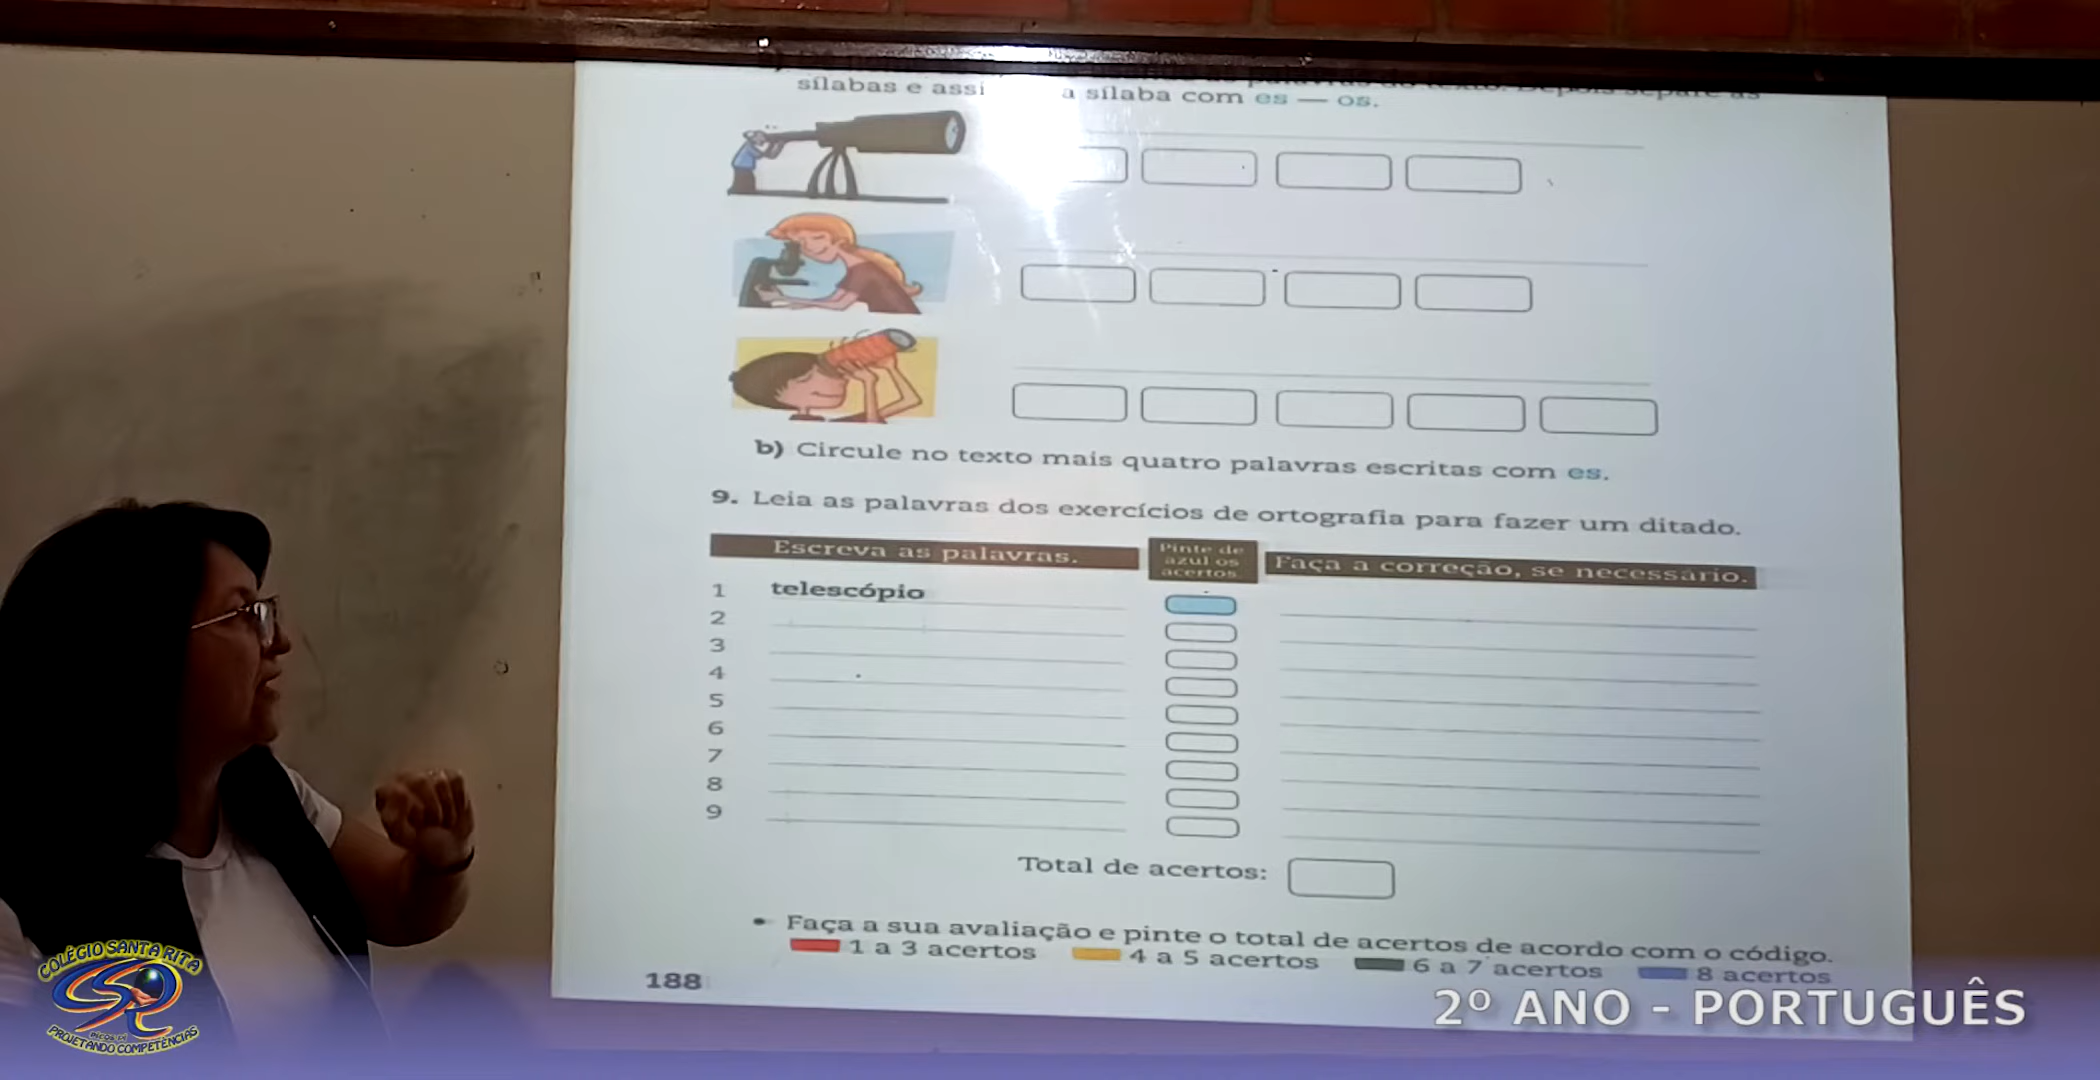 sílabas e assi a sílaba com es — os.
b) Circule no texto mais quatro palavras escritas com es.
9. Leia as palavras dos exercícios de ortografia para fazer um ditado.
Escreva as palavras.
Pinte de
azul os
acertos
Faça a correção, se necessário.
1 telescópio
2
3
4
5
6
7
8
9
Total de acertos:
• Faça a sua avaliação e pinte o total de acertos de acordo com o código.
1 a 3 acertos 4 a 5 acertos 6 a 7 acertos 8 acertos
188
2º ANO - PORTUGUÊS
COLÉGIO SANTA RITA
PROJETANDO COMPETÊNCIAS